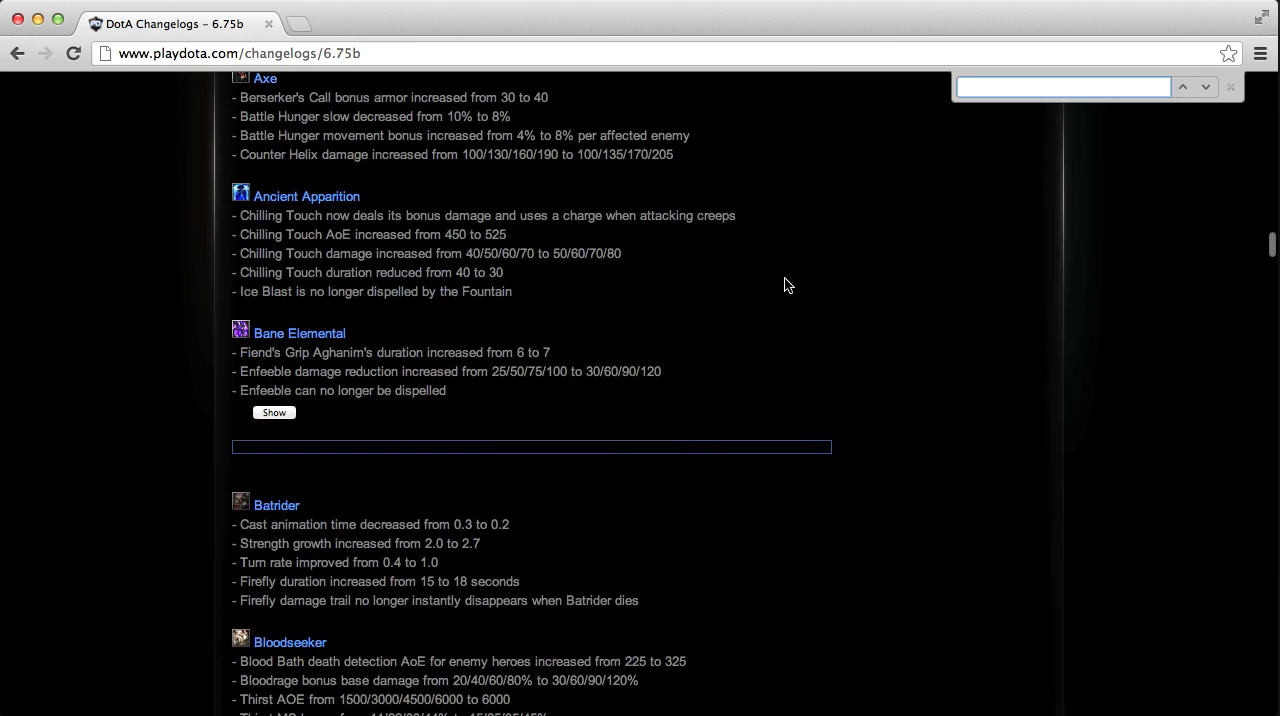 DotA Changelogs – 6.75b
www.playdota.com/changelogs/6.75b
Axe
- Berserker's Call bonus armor increased from 30 to 40
- Battle Hunger slow decreased from 10% to 8%
- Battle Hunger movement bonus increased from 4% to 8% per affected enemy
- Counter Helix damage increased from 100/130/160/190 to 100/135/170/205
Ancient Apparition
- Chilling Touch now deals its bonus damage and uses a charge when attacking creeps
- Chilling Touch AoE increased from 450 to 525
- Chilling Touch damage increased from 40/50/60/70 to 50/60/70/80
- Chilling Touch duration reduced from 40 to 30
- Ice Blast is no longer dispelled by the Fountain
Bane Elemental
- Fiend's Grip Aghanim's duration increased from 6 to 7
- Enfeeble damage reduction increased from 25/50/75/100 to 30/60/90/120
- Enfeeble can no longer be dispelled
Show
Batrider
- Cast animation time decreased from 0.3 to 0.2
- Strength growth increased from 2.0 to 2.7
- Turn rate improved from 0.4 to 1.0
- Firefly duration increased from 15 to 18 seconds
- Firefly damage trail no longer instantly disappears when Batrider dies
Bloodseeker
- Blood Bath death detection AoE for enemy heroes increased from 225 to 325
- Bloodrage bonus base damage from 20/40/60/80% to 30/60/90/120%
- Thirst AOE from 1500/3000/4500/6000 to 6000